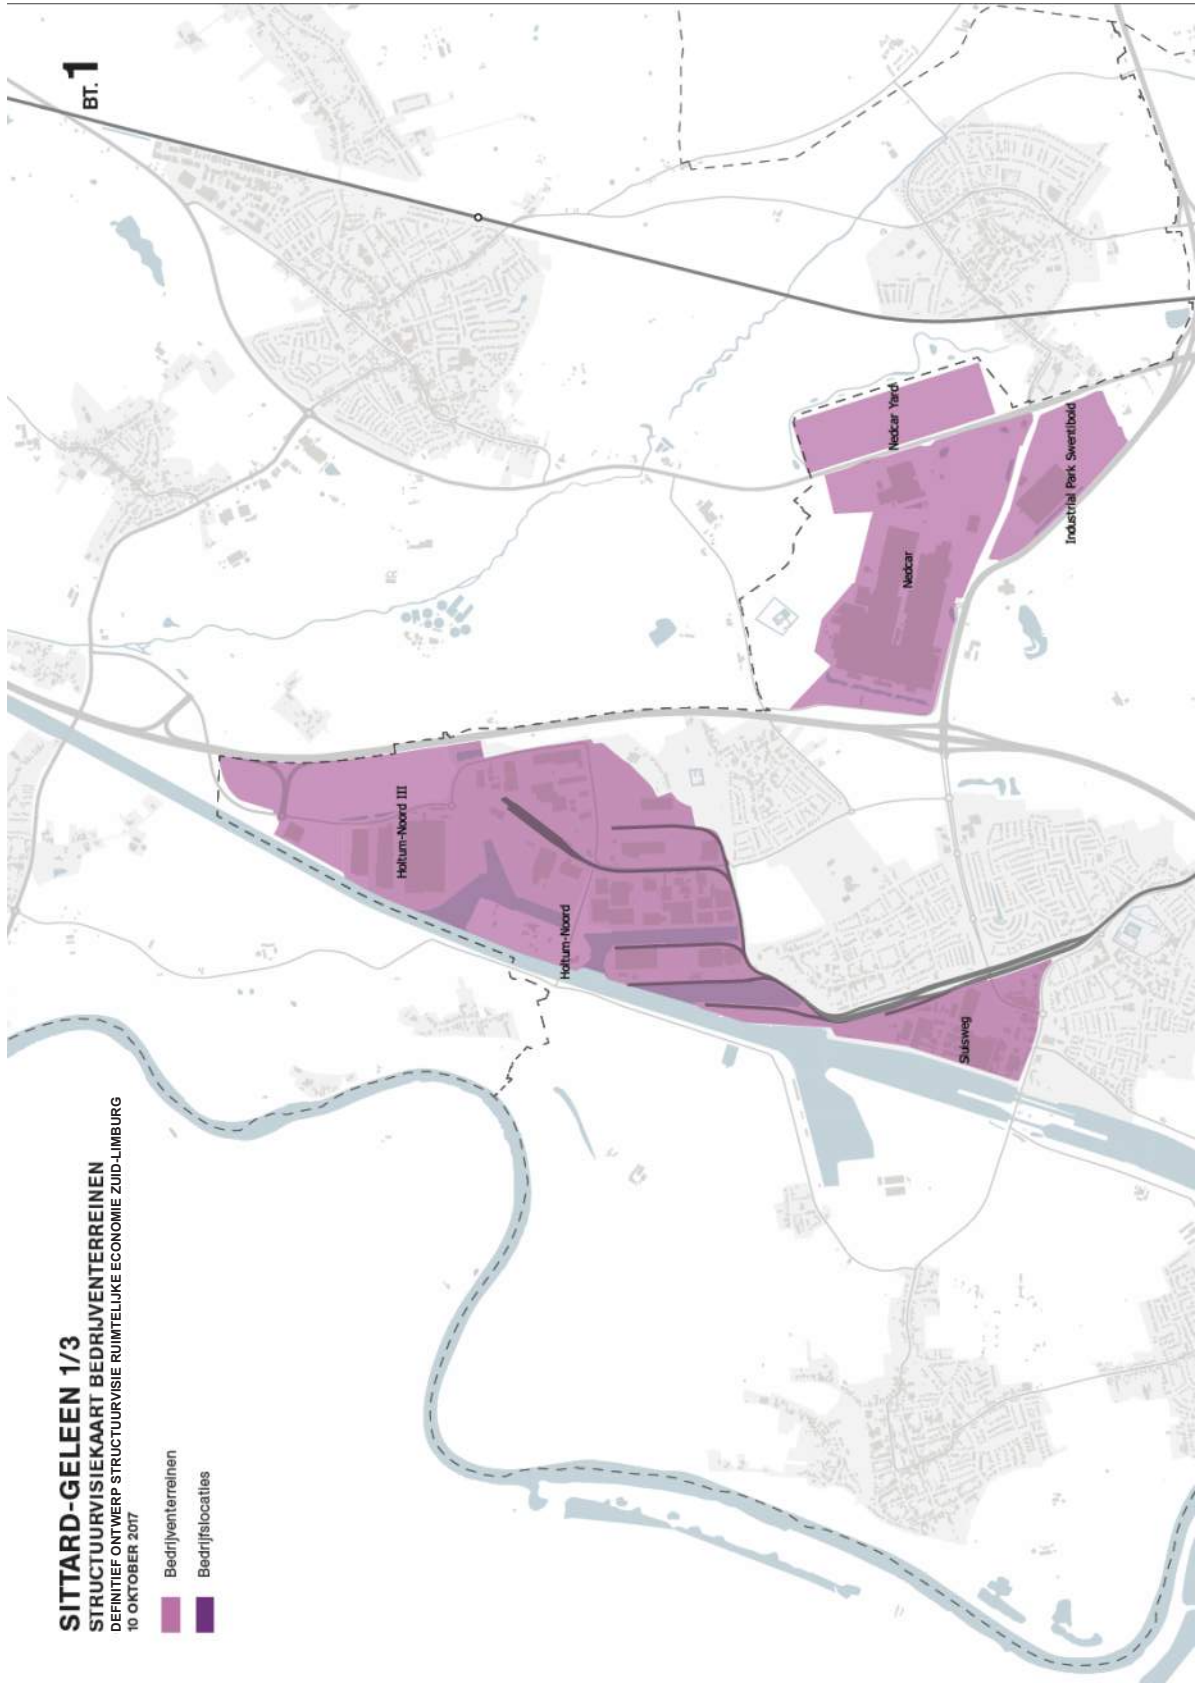 SITTARD-GELEEN 1/3
STRUCTUURVISIEKAART BEDRIJVENTERREINEN
DEFINITIEF ONTWERP STRUCTUURVISIE RUIMTELIJKE ECONOMIE ZUID-LIMBURG
10 OKTOBER 2017
Bedrijventerreinen
Bedrijfslocaties
BT. 1
Holtum-Noord III
Holtum-Noord
Sluisweg
Nedcar Yard
Nedcar
Industrial Park Swentibold